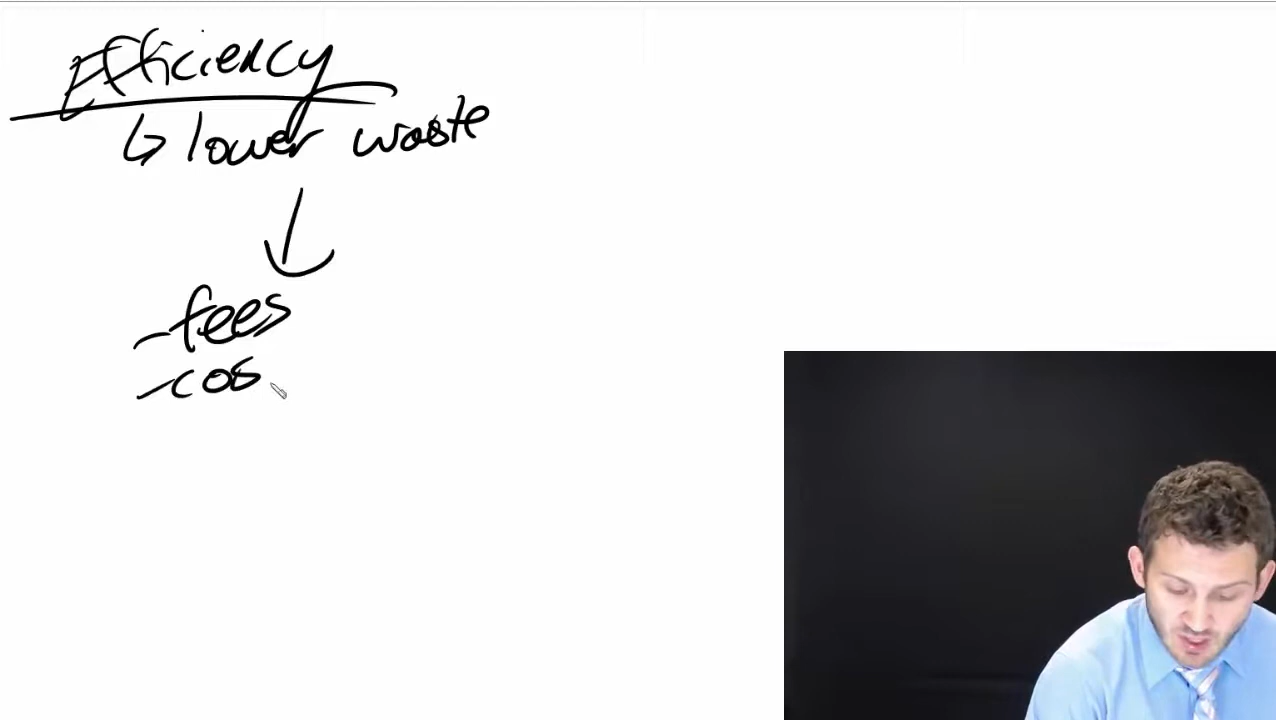 Efficiency
↳ lower waste
↓
- fees
- cos